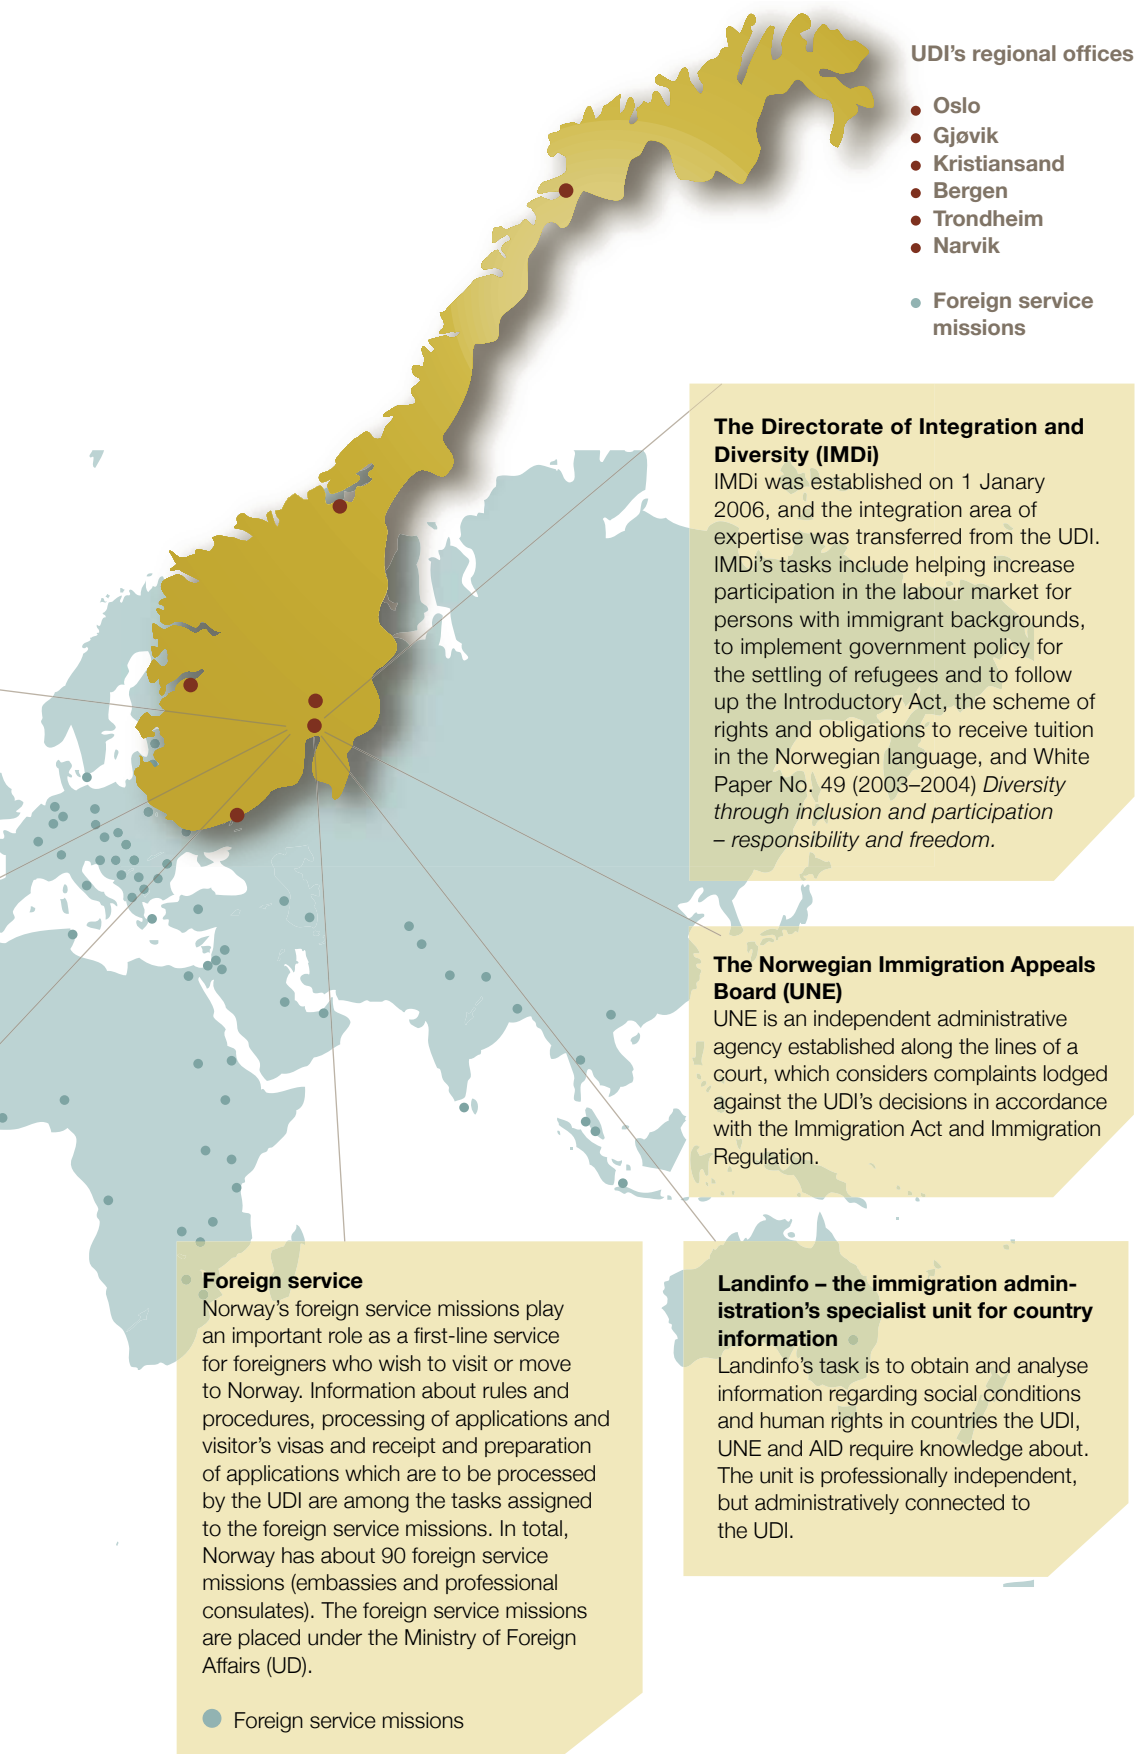 UDI’s regional offices
Oslo
Gjøvik
Kristiansand
Bergen
Trondheim
Narvik
Foreign service
missions
The Directorate of Integration and
Diversity (IMDi)
IMDi was established on 1 Janary
2006, and the integration area of
expertise was transferred from the UDI.
IMDi’s tasks include helping increase
participation in the labour market for
persons with immigrant backgrounds,
to implement government policy for
the settling of refugees and to follow
up the Introductory Act, the scheme of
rights and obligations to receive tuition
in the Norwegian language, and White
Paper No. 49 (2003–2004) Diversity
through inclusion and participation
– responsibility and freedom.
The Norwegian Immigration Appeals
Board (UNE)
UNE is an independent administrative
agency established along the lines of a
court, which considers complaints lodged
against the UDI’s decisions in accordance
with the Immigration Act and Immigration
Regulation.
Foreign service
Norway’s foreign service missions play
an important role as a first-line service
for foreigners who wish to visit or move
to Norway. Information about rules and
procedures, processing of applications and
visitor’s visas and receipt and preparation
of applications which are to be processed
by the UDI are among the tasks assigned
to the foreign service missions. In total,
Norway has about 90 foreign service
missions (embassies and professional
consulates). The foreign service missions
are placed under the Ministry of Foreign
Affairs (UD).
Foreign service missions
Landinfo – the immigration admin-
istration’s specialist unit for country
information
Landinfo’s task is to obtain and analyse
information regarding social conditions
and human rights in countries the UDI,
UNE and AID require knowledge about.
The unit is professionally independent,
but administratively connected to
the UDI.